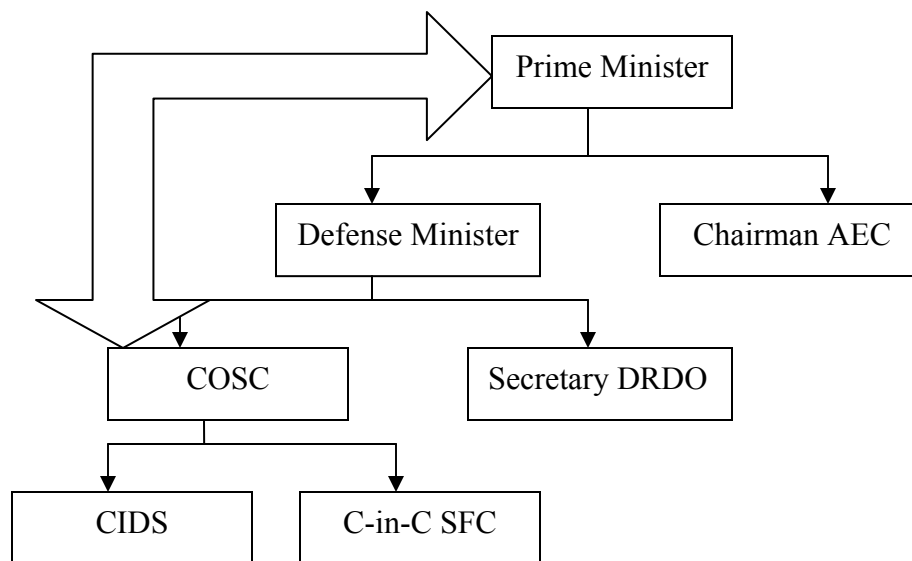 Prime Minister
Defense Minister
Chairman AEC
COSC
Secretary DRDO
CIDS
C-in-C SFC